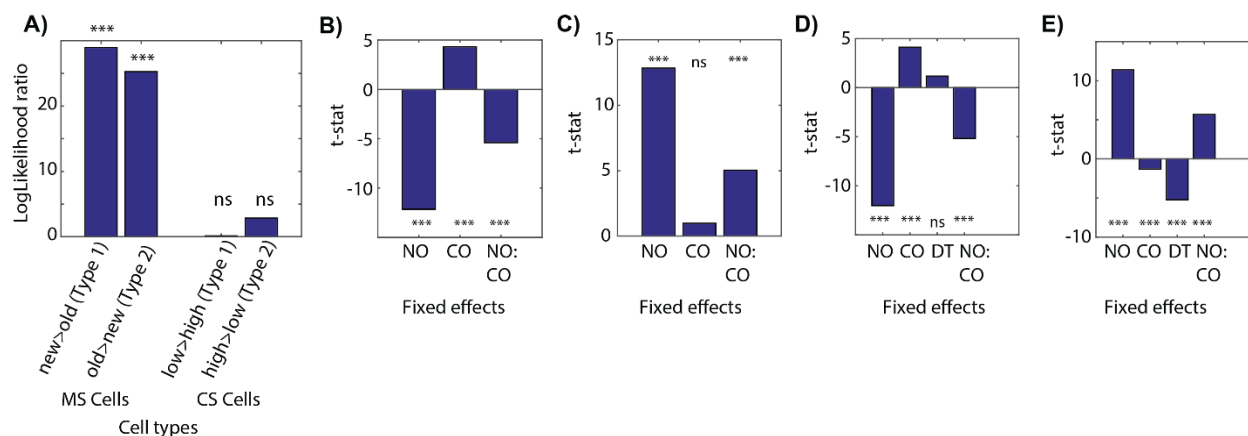 A)
***
***
LogLikelihood ratio
20
10
0
ns
ns
new>old (Type 1)
old>new (Type 2)
low>high (Type 1)
high>low (Type 2)
MS Cells
CS Cells
Cell types
B)
t-stat
5
0
-5
-10
***
***
***
NO
CO
NO:
CO
Fixed effects
C)
t-stat
15
10
5
0
***
ns
***
NO
CO
NO:
CO
Fixed effects
D)
t-stat
5
0
-5
-10
***
***
ns
***
NO
CO
DT
NO:
CO
Fixed effects
E)
t-stat
10
0
-10
***
***
***
***
NO
CO
DT
NO:
CO
Fixed effects